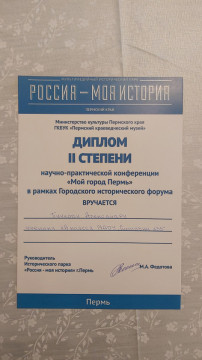 РОССИЯ – МОЯ ИСТОРИЯ
Министерство культуры Пермского края
ГКБУК «Пермский краеведческий музей»
ДИПЛОМ
II СТЕПЕНИ
научно-практической конференции
«Мой город Пермь»
в рамках Городского исторического форума
ВРУЧАЕТСЯ
Руководитель
Исторического парка
«Россия - моя история» г.Пермь
М.А. Федотова
Пермь